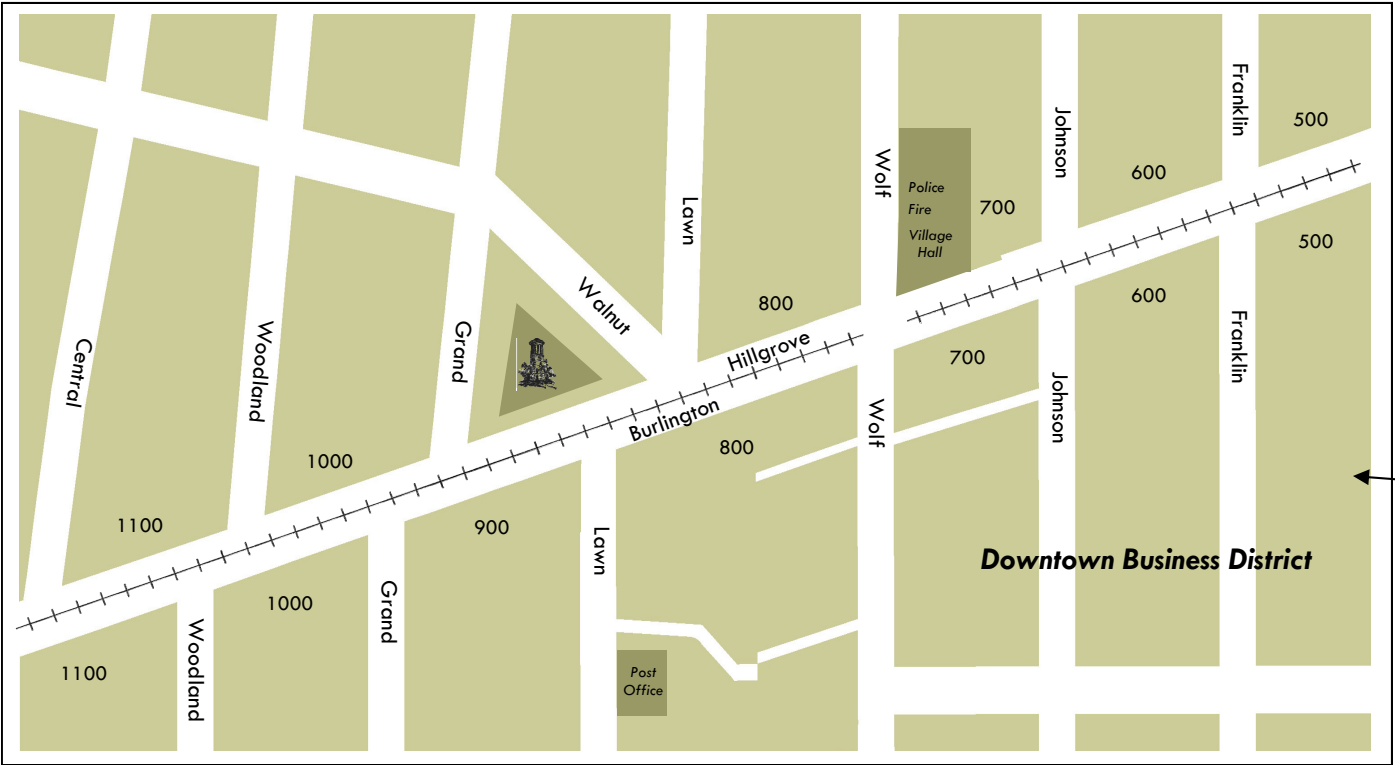 Franklin
500
Johnson
600
Wolf
Police
Fire
Village
Hall
700
Lawn
500
Walnut
800
600
Hillgrove
Franklin
Central
Woodland
Grand
700
Burlington
Johnson
Wolf
800
1000
1100
900
Lawn
Downtown Business District
1000
Grand
Woodland
1100
Post
Office